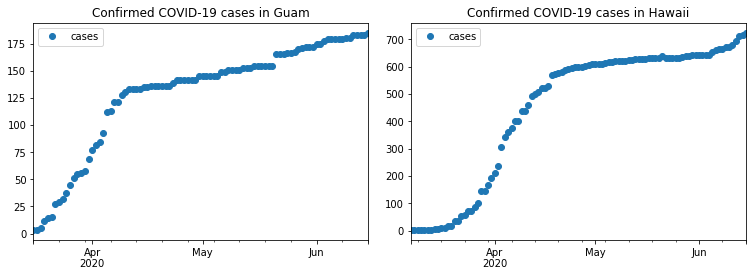 Confirmed COVID-19 cases in Guam
cases
175
150
125
100
75
50
25
0
Apr
2020
May
Jun
Confirmed COVID-19 cases in Hawaii
cases
700
600
500
400
300
200
100
0
Apr
2020
May
Jun